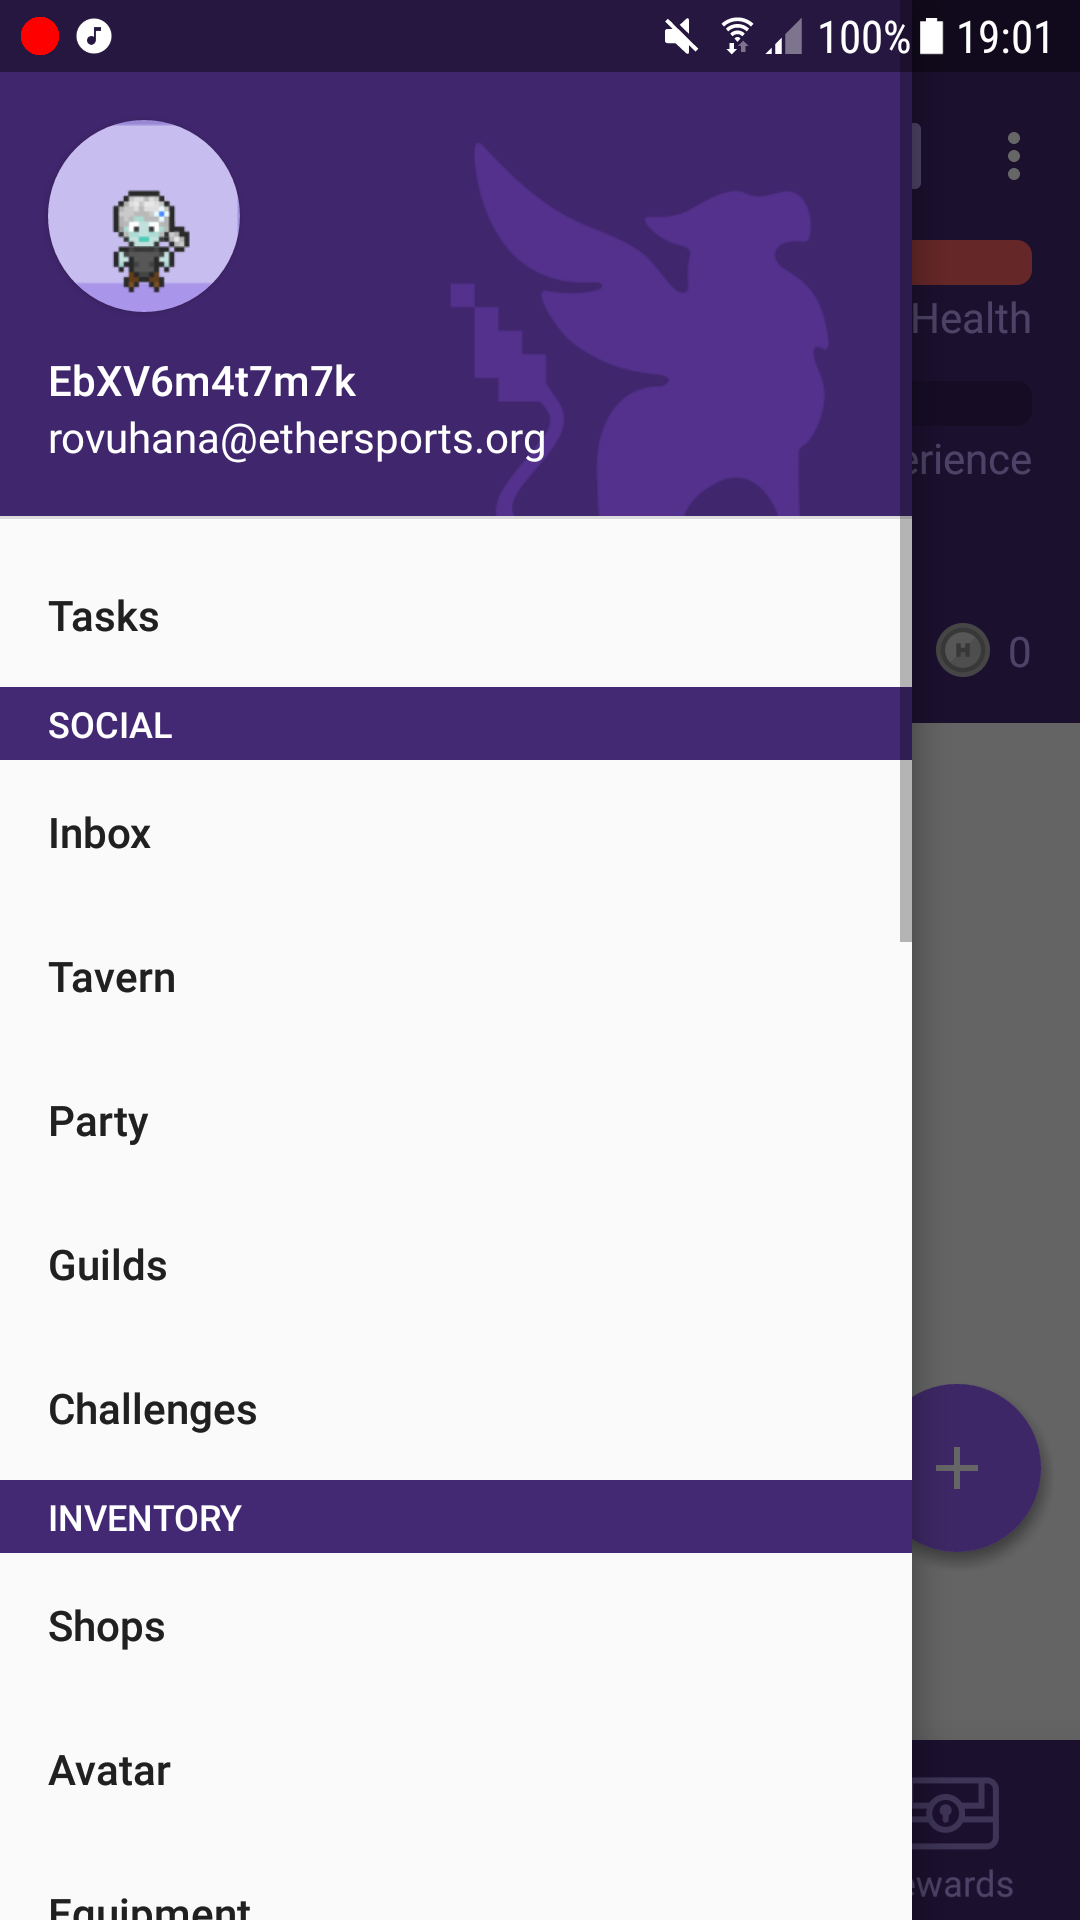 100% 19:01
Health
EbXV6m4t7m7k
rovuhana@ethersports.org
erience
Tasks
0
SOCIAL
Inbox
Tavern
Party
Guilds
Challenges
INVENTORY
Shops
Avatar
Equipment
ewards